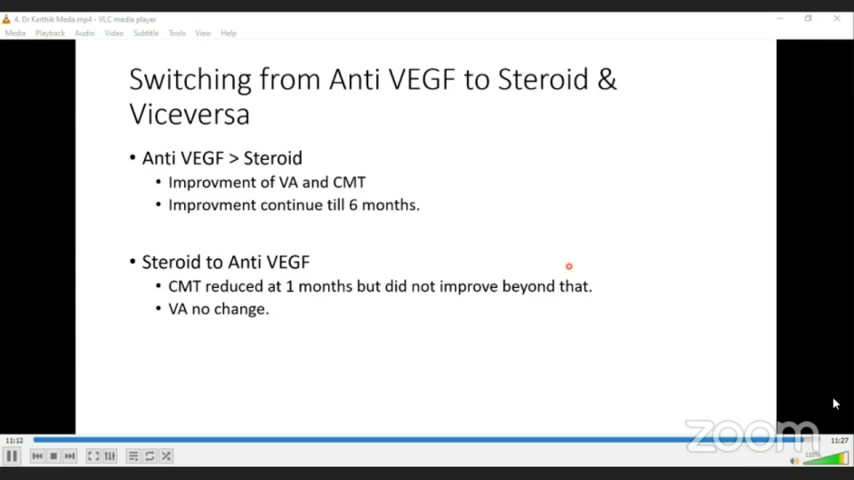 4. Dr Karthik Meda.mp4 - VLC media player
Media Playback Audio Video Subtitle Tools View Help
Switching from Anti VEGF to Steroid &
Viceversa
• Anti VEGF > Steroid
• Improvment of VA and CMT
• Improvment continue till 6 months.
• Steroid to Anti VEGF
• CMT reduced at 1 months but did not improve beyond that.
• VA no change.
zoom
11:12 11:27